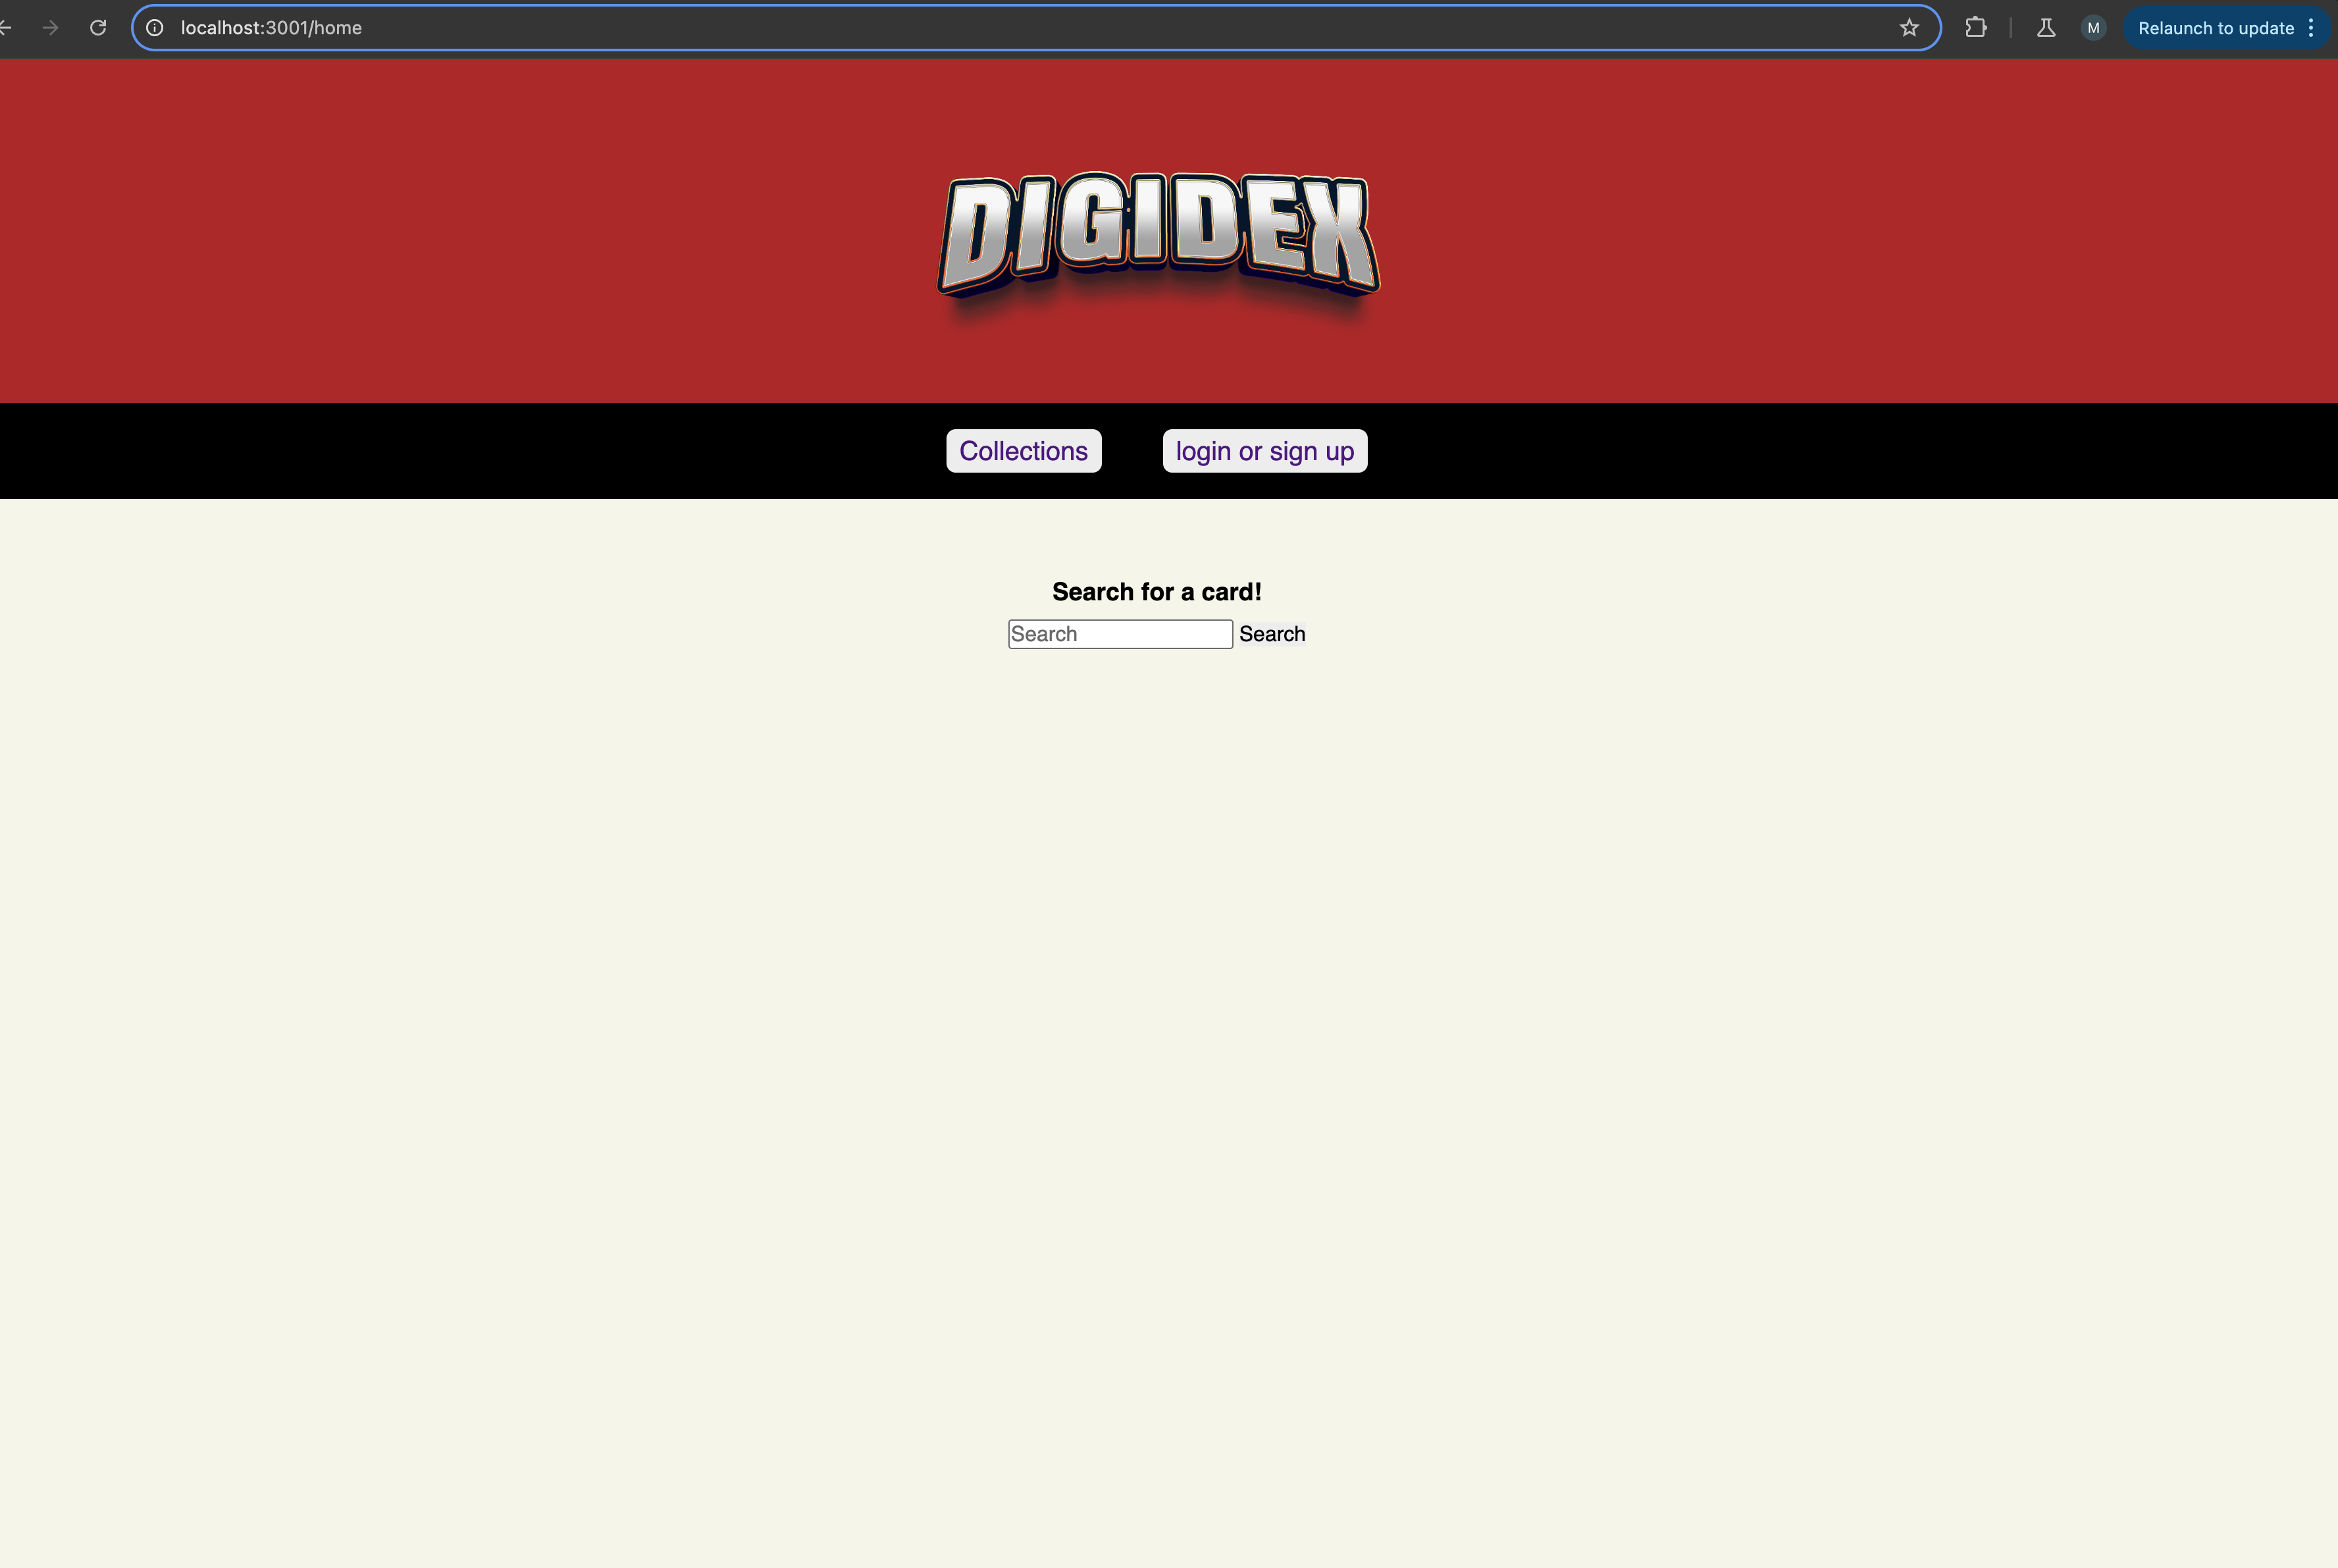 localhost:3001/home
M
Relaunch to update
DIGIDEX
Collections
login or sign up
Search for a card!
Search
Search